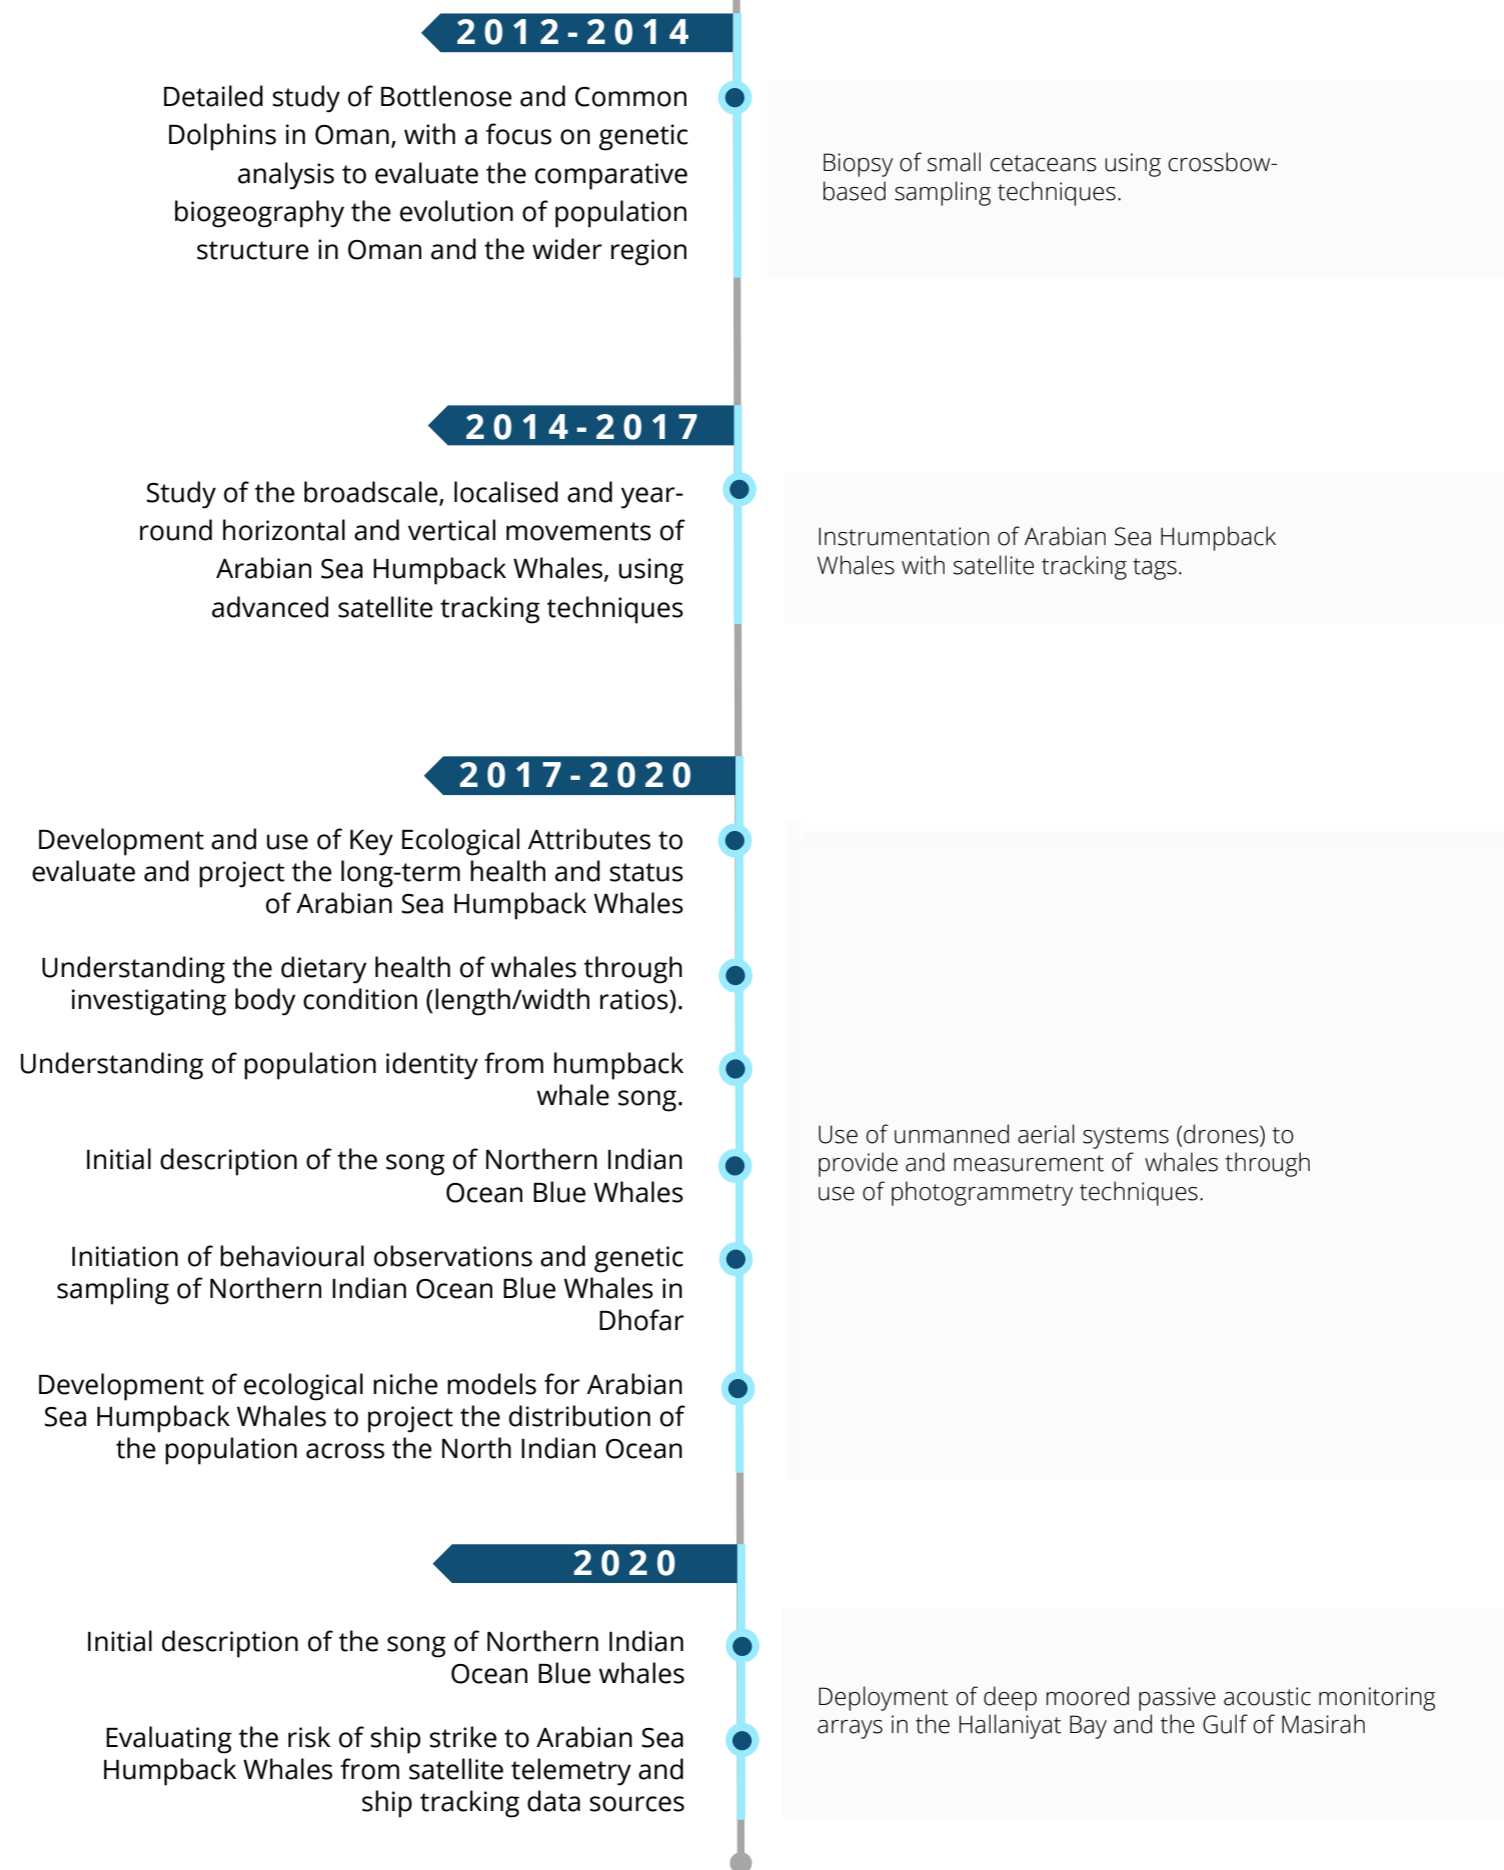 2012-2014
Detailed study of Bottlenose and Common
Dolphins in Oman, with a focus on genetic
analysis to evaluate the comparative
biogeography the evolution of population
structure in Oman and the wider region
Biopsy of small cetaceans using crossbow-
based sampling techniques.
2014-2017
Study of the broadscale, localised and year-
round horizontal and vertical movements of
Arabian Sea Humpback Whales, using
advanced satellite tracking techniques
Instrumentation of Arabian Sea Humpback
Whales with satellite tracking tags.
2017-2020
Development and use of Key Ecological Attributes to
evaluate and project the long-term health and status
of Arabian Sea Humpback Whales
Understanding the dietary health of whales through
investigating body condition (length/width ratios).
Understanding of population identity from humpback
whale song.
Initial description of the song of Northern Indian
Ocean Blue Whales
Initiation of behavioural observations and genetic
sampling of Northern Indian Ocean Blue Whales in
Dhofar
Development of ecological niche models for Arabian
Sea Humpback Whales to project the distribution of
the population across the North Indian Ocean
Use of unmanned aerial systems (drones) to
provide and measurement of  whales through
use of photogrammetry techniques.
2020
Initial description of the song of Northern Indian
Ocean Blue whales
Evaluating the risk of ship strike to Arabian Sea
Humpback Whales from satellite telemetry and
ship tracking data sources
Deployment of deep moored passive acoustic monitoring
arrays in the Hallaniyat Bay and the Gulf of Masirah